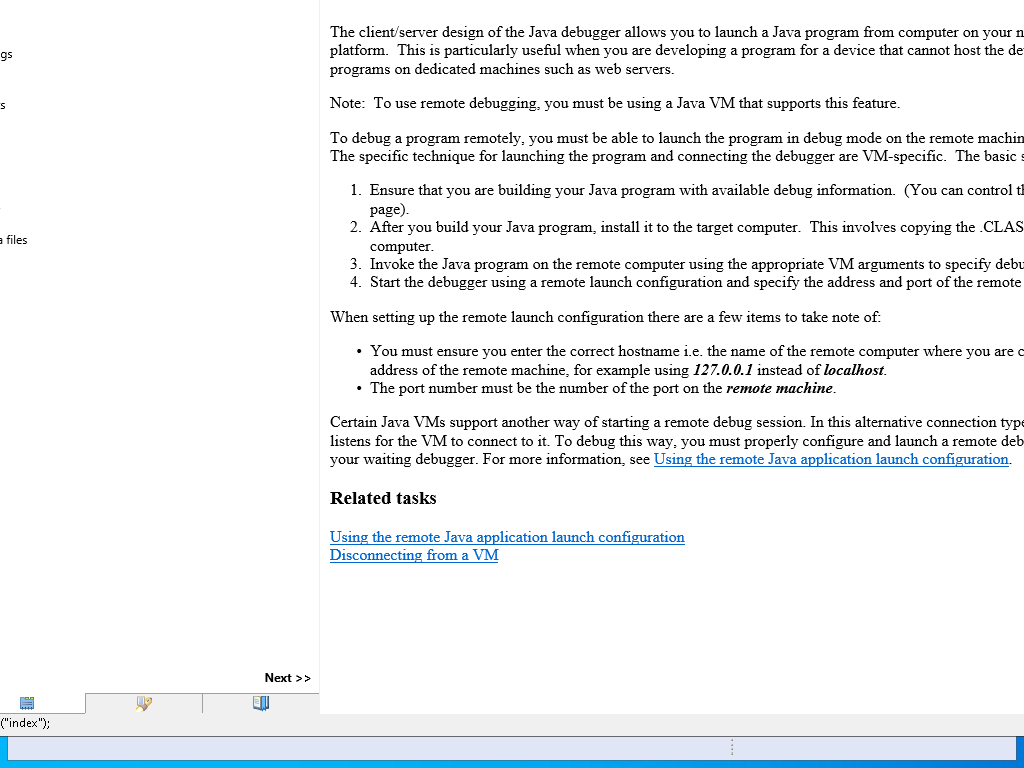 The client/server design of the Java debugger allows you to launch a Java program from computer on your n
platform.  This is particularly useful when you are developing a program for a device that cannot host the de
programs on dedicated machines such as web servers.
Note:  To use remote debugging, you must be using a Java VM that supports this feature.
To debug a program remotely, you must be able to launch the program in debug mode on the remote machin
The specific technique for launching the program and connecting the debugger are VM-specific.  The basic s
1. Ensure that you are building your Java program with available debug information.  (You can control th
page).
2. After you build your Java program, install it to the target computer.  This involves copying the .CLAS
computer.
3. Invoke the Java program on the remote computer using the appropriate VM arguments to specify debu
4. Start the debugger using a remote launch configuration and specify the address and port of the remote
When setting up the remote launch configuration there are a few items to take note of:
• You must ensure you enter the correct hostname i.e. the name of the remote computer where you are c
address of the remote machine, for example using 127.0.0.1 instead of localhost.
• The port number must be the number of the port on the remote machine.
Certain Java VMs support another way of starting a remote debug session. In this alternative connection type
listens for the VM to connect to it. To debug this way, you must properly configure and launch a remote deb
your waiting debugger. For more information, see Using the remote Java application launch configuration.
Related tasks
Using the remote Java application launch configuration
Disconnecting from a VM
gs
s
a files
Next >>
("index");